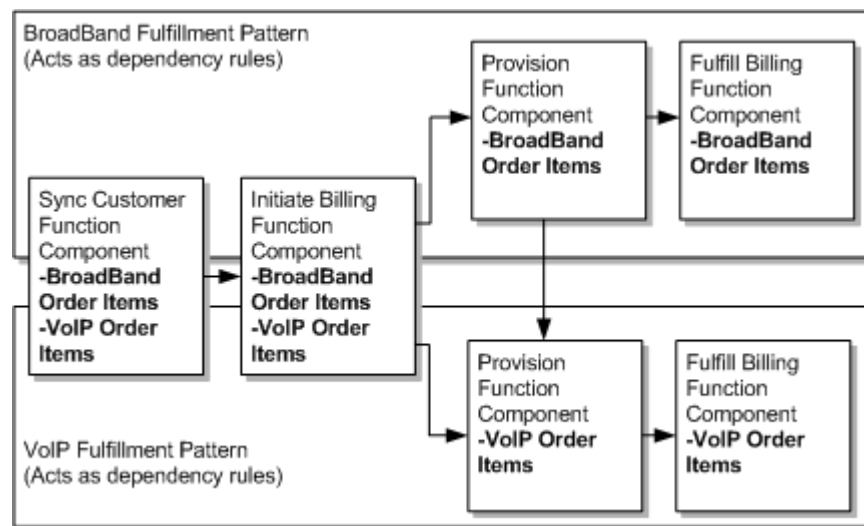 BroadBand Fulfillment Pattern
(Acts as dependency rules)
Provision
Function
Component
-BroadBand
Order Items
Fulfill Billing
Function
Component
-BroadBand
Order Items
Sync Customer
Function
Component
-BroadBand
Order Items
-VoIP Order
Items
Initiate Billing
Function
Component
-BroadBand
Order Items
-VoIP Order
Items
Provision
Function
Component
-VoIP Order
Items
Fulfill Billing
Function
Component
-VoIP Order
Items
VoIP Fulfillment Pattern
(Acts as dependency rules)